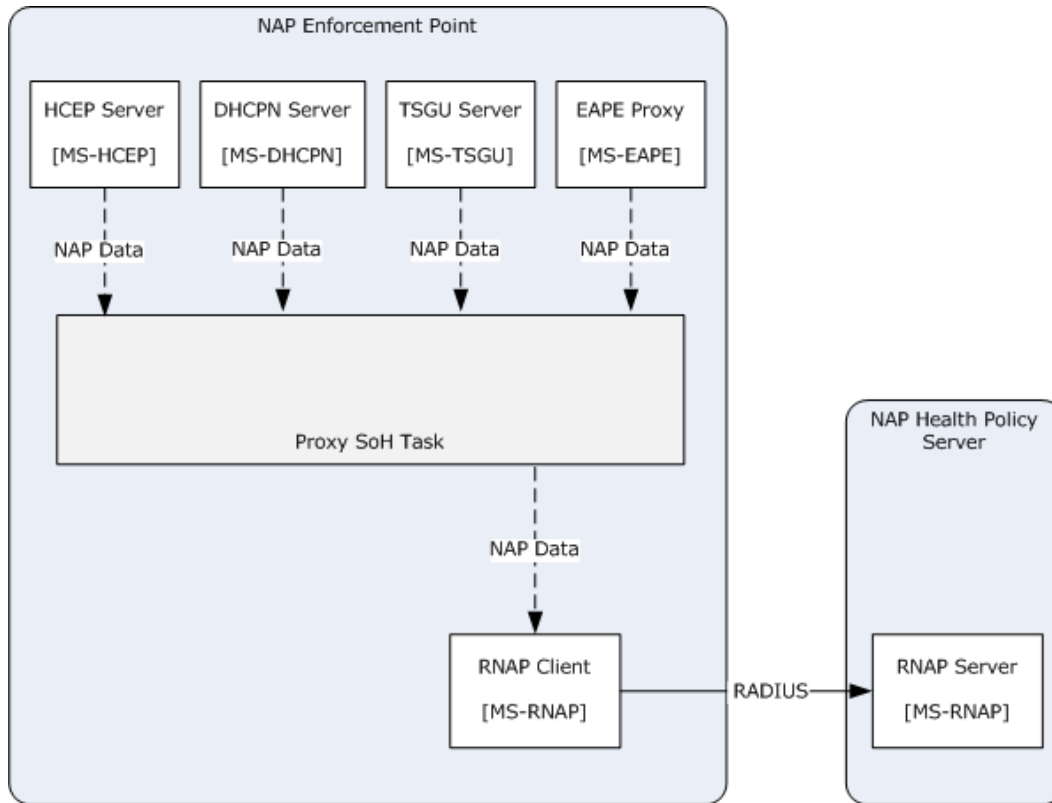 NAP Enforcement Point
HCEP Server
[MS-HCEP]
DHCPN Server
[MS-DHCPN]
TSGU Server
[MS-TSGU]
EAPE Proxy
[MS-EAPE]
NAP Data
NAP Data
NAP Data
NAP Data
Proxy SoH Task
NAP Data
RNAP Client
[MS-RNAP]
RADIUS
NAP Health Policy
Server
RNAP Server
[MS-RNAP]